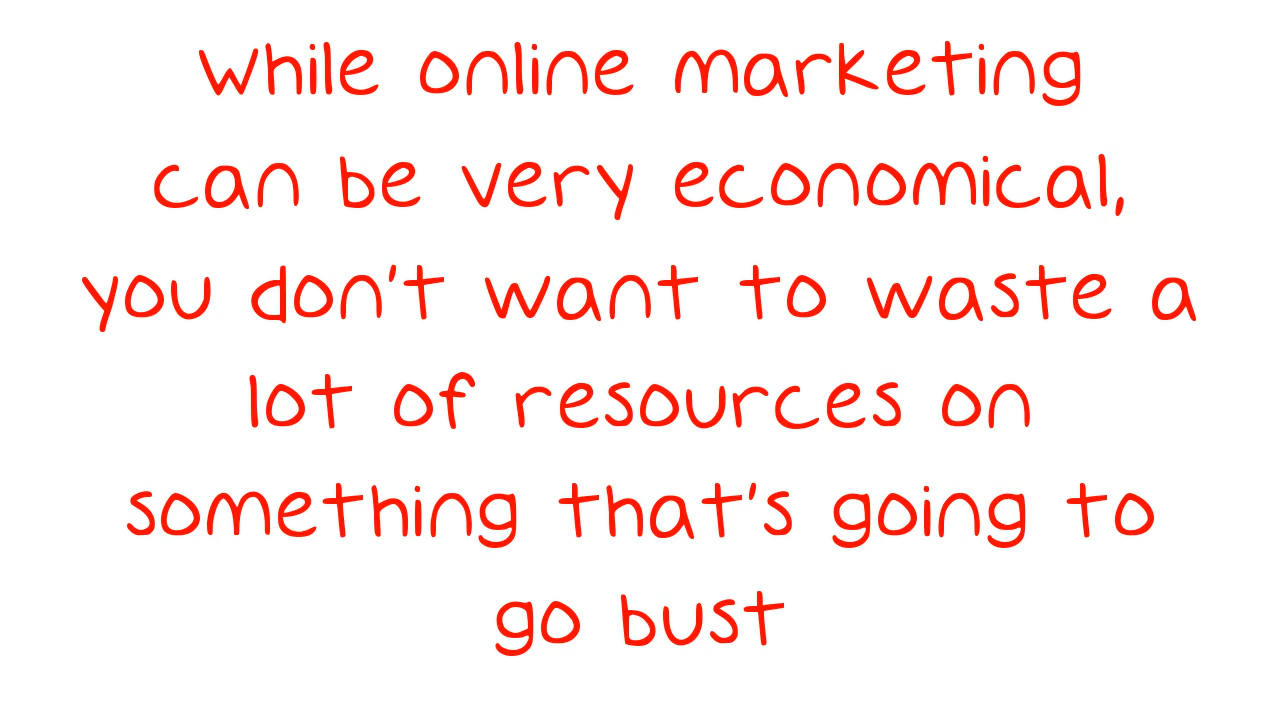 While online marketing
can be very economical,
you don't want to waste a
lot of resources on
something that's going to
go bust